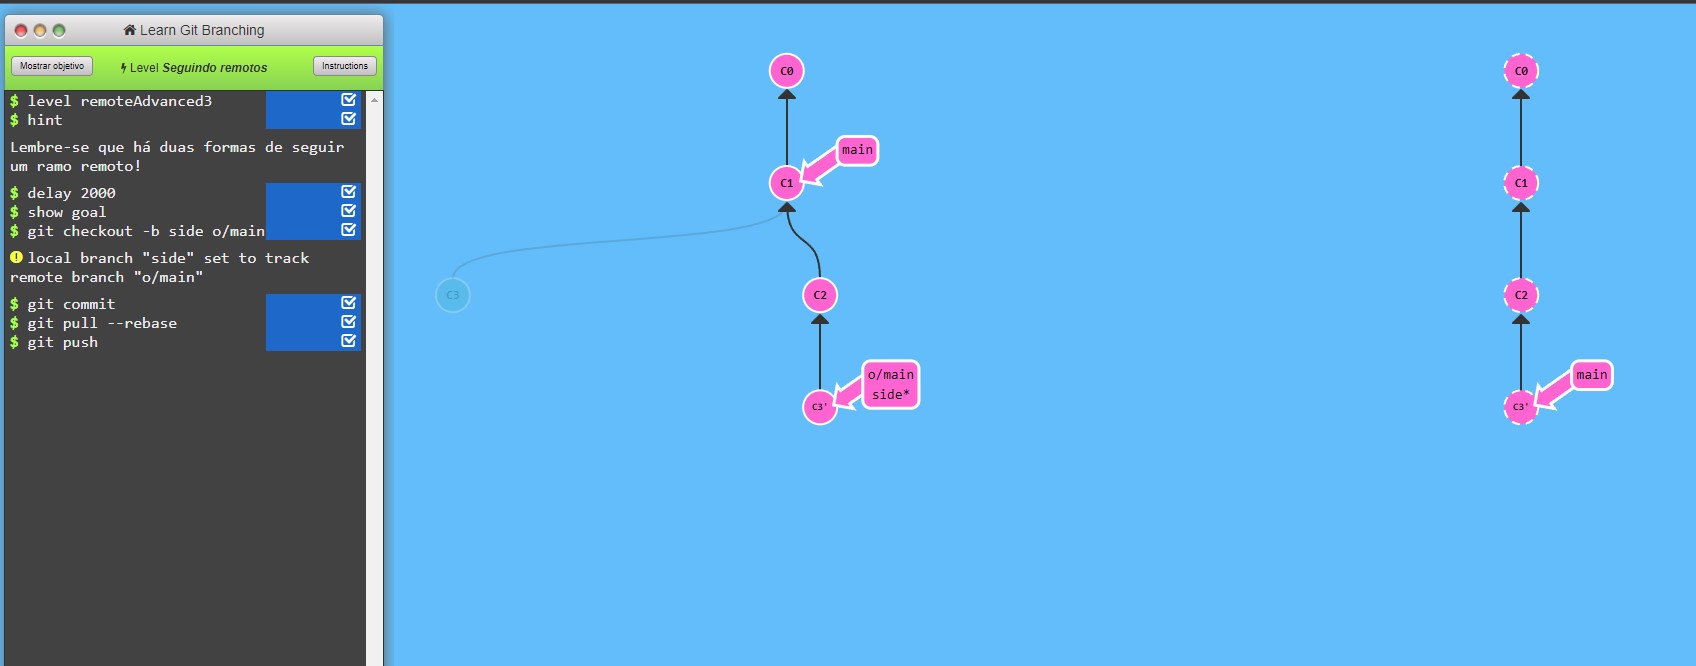 Learn Git Branching
Mostrar objetivo
Level Seguindo remotos
Instructions
$ level remoteAdvanced3
$ hint
Lembre-se que há duas formas de seguir
um ramo remoto!
$ delay 2000
$ show goal
$ git checkout -b side o/main
local branch "side" set to track
remote branch "o/main"
$ git commit
$ git pull --rebase
$ git push
C0
main
C1
C3
C2
o/main
side*
C3'
C0
C1
C2
main
C3'